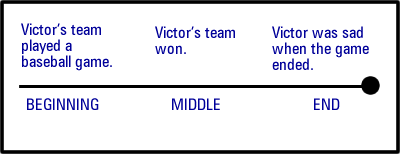 Victor's team
played a
baseball game.
Victor's team
won.
Victor was sad
when the game
ended.
BEGINNING
MIDDLE
END